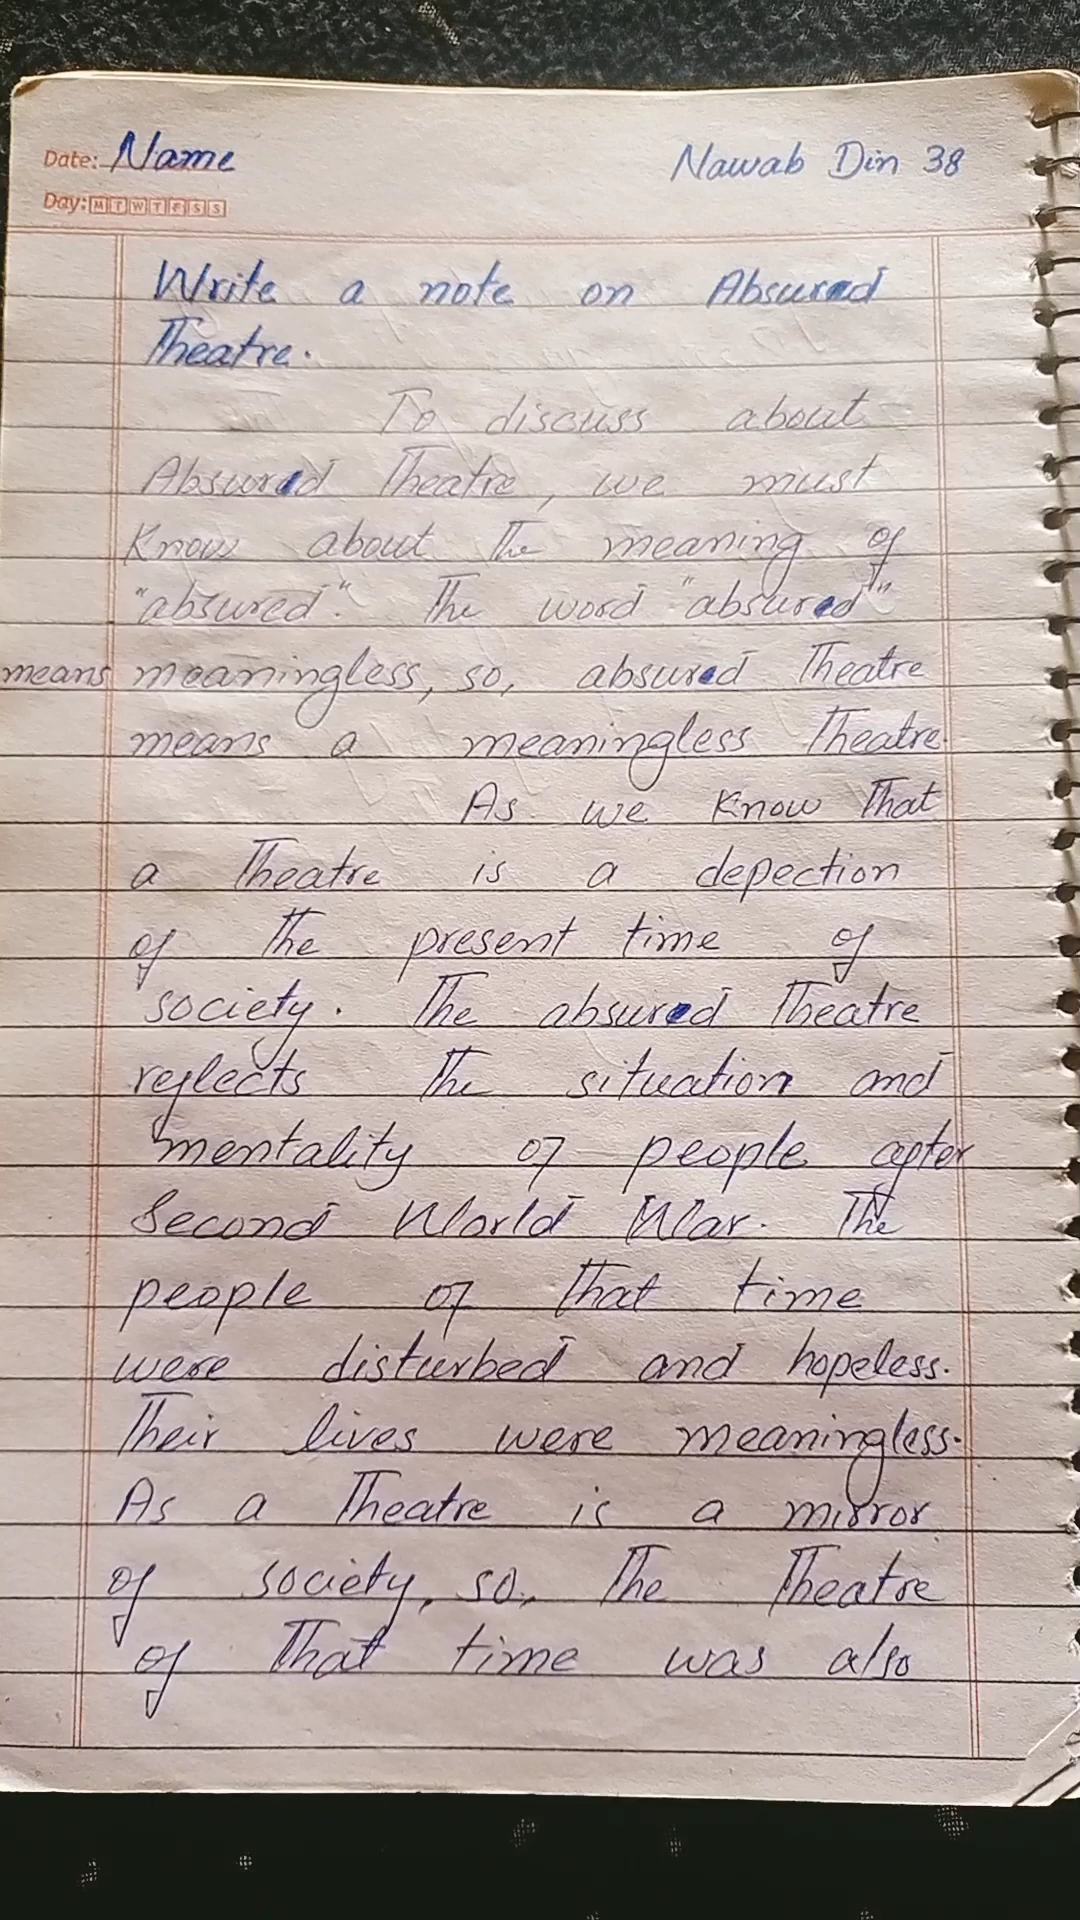 Date: Name Nawab Din 38
Day: M T W T F S S
Write a note on Absured
Theatre.
To discuss about
Absured Theatre, we must
Know about the meaning of
"absured". The word "absured"
means meaningless, so, absured Theatre
means a meaningless Theatre.
As we Know That
a Theatre is a depection
of the present time of
society. The absured Theatre
reflects the situation and
mentality of people after
Second World War. The
people of that time
were disturbed and hopeless.
Their lives were meaningless.
As a Theatre is a mirror
of society, so, The Theatre
of That time was also